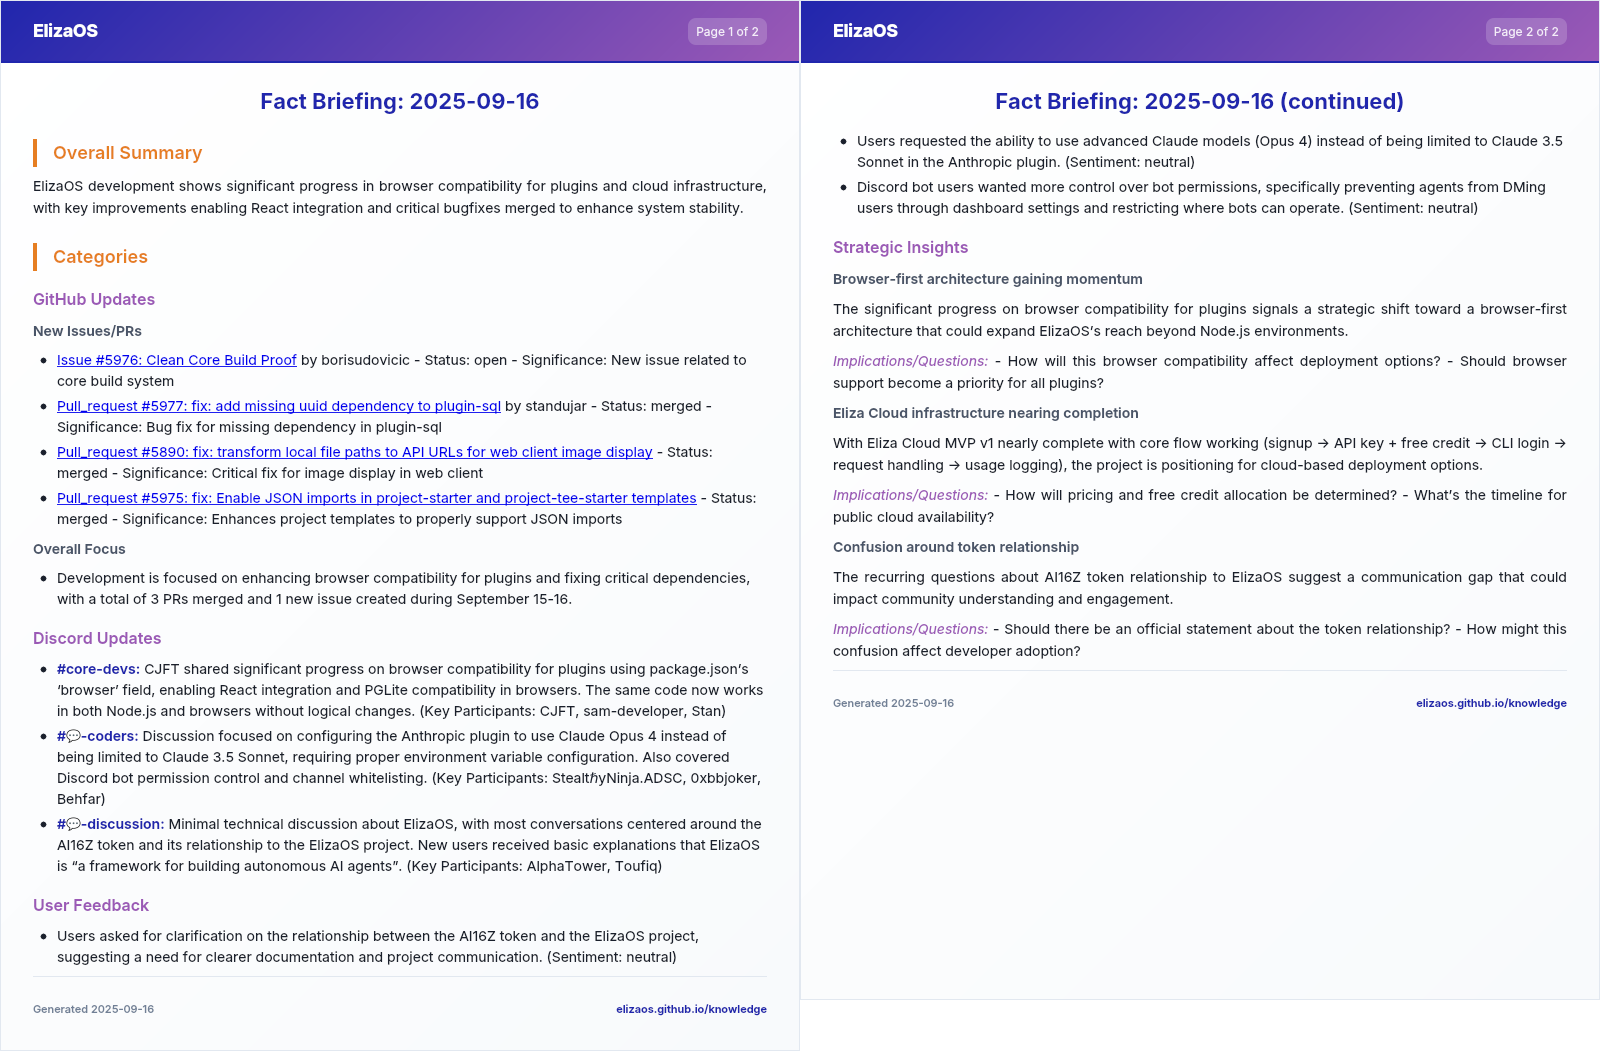 ElizaOS
Page 1 of 2
Fact Briefing: 2025-09-16
Overall Summary
ElizaOS development shows significant progress in browser compatibility for plugins and cloud infrastructure,
with key improvements enabling React integration and critical bugfixes merged to enhance system stability.
Categories
GitHub Updates
New Issues/PRs
• Issue #5976: Clean Core Build Proof by borisudovicic - Status: open - Significance: New issue related to
core build system
• Pull_request #5977: fix: add missing uuid dependency to plugin-sql by standujar - Status: merged -
Significance: Bug fix for missing dependency in plugin-sql
• Pull_request #5890: fix: transform local file paths to API URLs for web client image display - Status:
merged - Significance: Critical fix for image display in web client
• Pull_request #5975: fix: Enable JSON imports in project-starter and project-tee-starter templates - Status:
merged - Significance: Enhances project templates to properly support JSON imports
Overall Focus
• Development is focused on enhancing browser compatibility for plugins and fixing critical dependencies,
with a total of 3 PRs merged and 1 new issue created during September 15-16.
Discord Updates
• #core-devs: CJFT shared significant progress on browser compatibility for plugins using package.json’s
‘browser’ field, enabling React integration and PGLite compatibility in browsers. The same code now works
in both Node.js and browsers without logical changes. (Key Participants: CJFT, sam-developer, Stan)
• #💬-coders: Discussion focused on configuring the Anthropic plugin to use Claude Opus 4 instead of
being limited to Claude 3.5 Sonnet, requiring proper environment variable configuration. Also covered
Discord bot permission control and channel whitelisting. (Key Participants: StealtℏyNinja.ADSC, 0xbbjoker,
Behfar)
• #💬-discussion: Minimal technical discussion about ElizaOS, with most conversations centered around the
AI16Z token and its relationship to the ElizaOS project. New users received basic explanations that ElizaOS
is “a framework for building autonomous AI agents”. (Key Participants: AlphaTower, Toufiq)
User Feedback
• Users asked for clarification on the relationship between the AI16Z token and the ElizaOS project,
suggesting a need for clearer documentation and project communication. (Sentiment: neutral)
Generated 2025-09-16
elizaos.github.io/knowledge
ElizaOS
Page 2 of 2
Fact Briefing: 2025-09-16 (continued)
• Users requested the ability to use advanced Claude models (Opus 4) instead of being limited to Claude 3.5
Sonnet in the Anthropic plugin. (Sentiment: neutral)
• Discord bot users wanted more control over bot permissions, specifically preventing agents from DMing
users through dashboard settings and restricting where bots can operate. (Sentiment: neutral)
Strategic Insights
Browser-first architecture gaining momentum
The significant progress on browser compatibility for plugins signals a strategic shift toward a browser-first
architecture that could expand ElizaOS’s reach beyond Node.js environments.
Implications/Questions: - How will this browser compatibility affect deployment options? - Should browser
support become a priority for all plugins?
Eliza Cloud infrastructure nearing completion
With Eliza Cloud MVP v1 nearly complete with core flow working (signup → API key + free credit → CLI login →
request handling → usage logging), the project is positioning for cloud-based deployment options.
Implications/Questions: - How will pricing and free credit allocation be determined? - What’s the timeline for
public cloud availability?
Confusion around token relationship
The recurring questions about AI16Z token relationship to ElizaOS suggest a communication gap that could
impact community understanding and engagement.
Implications/Questions: - Should there be an official statement about the token relationship? - How might this
confusion affect developer adoption?
Generated 2025-09-16
elizaos.github.io/knowledge